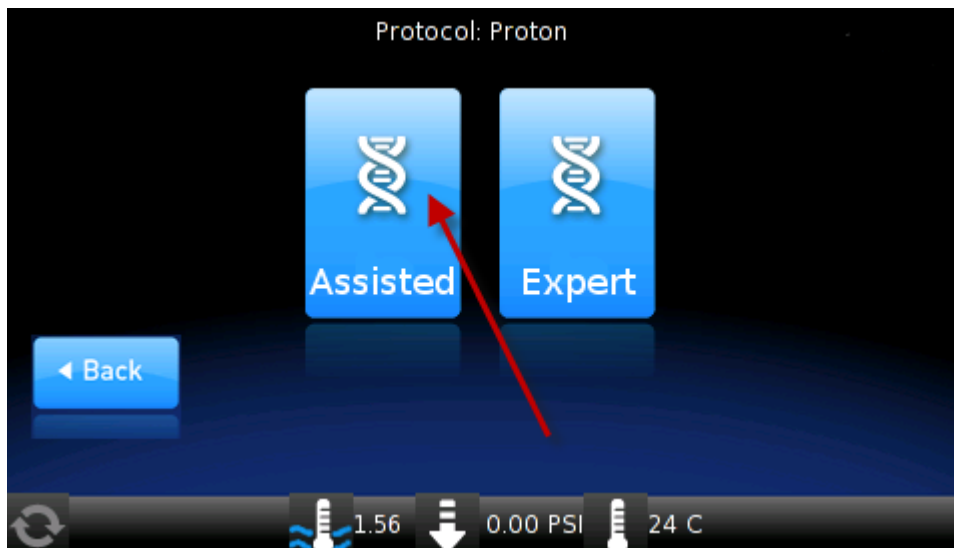 Protocol: Proton
Assisted
Expert
Back
1.56
0.00 PSI
24 C